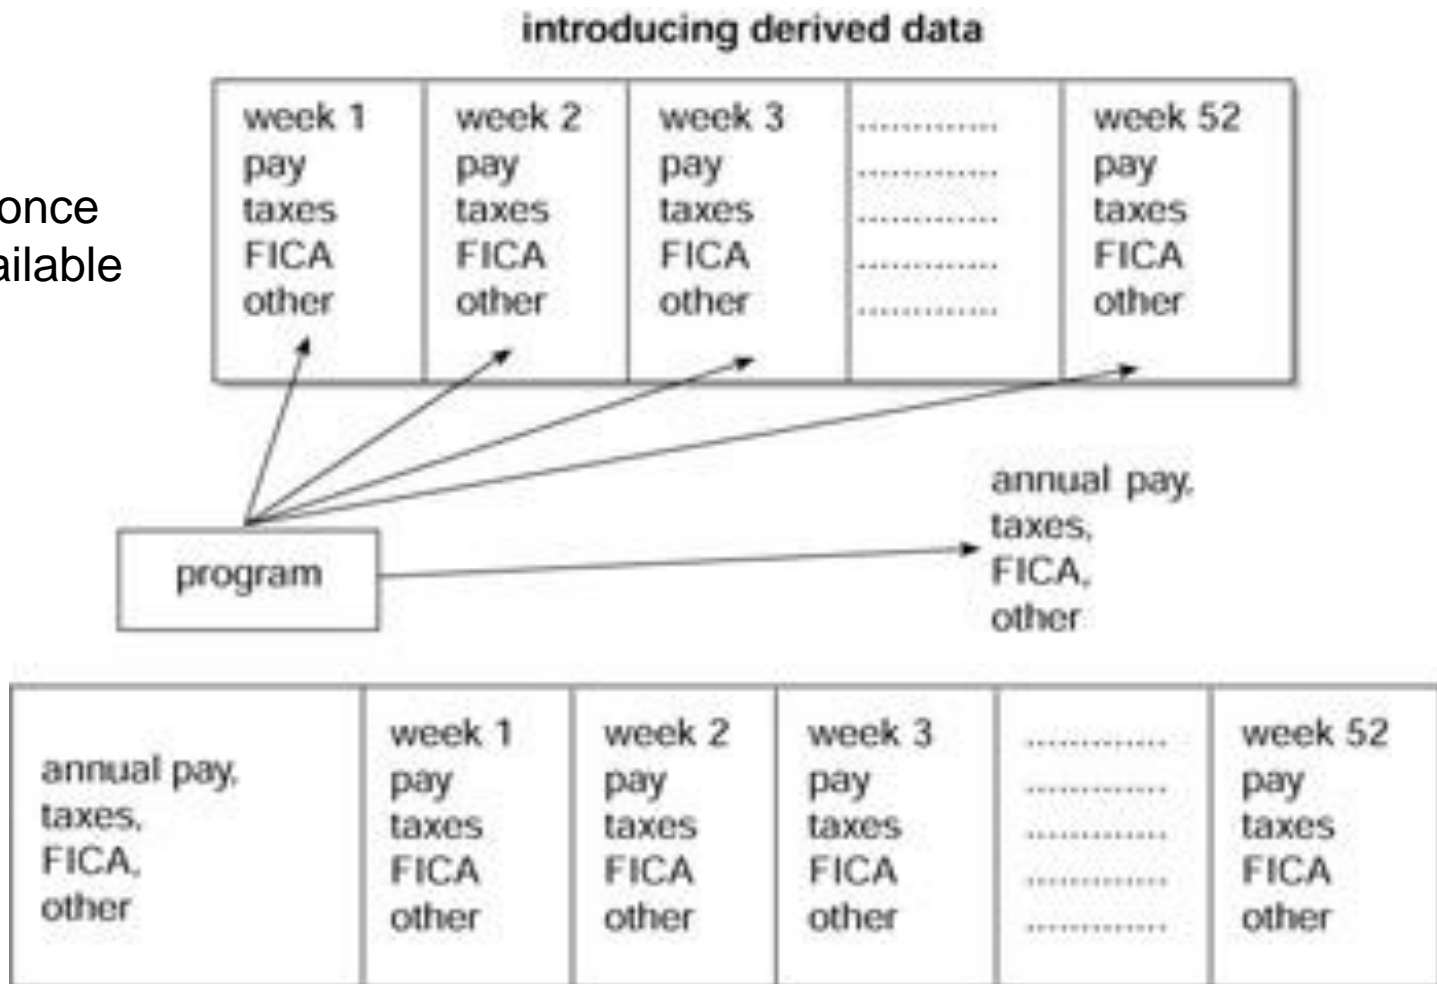 introducing derived data
once
ailable
week 1
pay
taxes
FICA
other
week 2
pay
taxes
FICA
other
week 3
pay
taxes
FICA
other
.............
.............
.............
.............
.............
week 52
pay
taxes
FICA
other
program
annual pay,
taxes,
FICA,
other
annual pay,
taxes,
FICA,
other
week 1
pay
taxes
FICA
other
week 2
pay
taxes
FICA
other
week 3
pay
taxes
FICA
other
.............
.............
.............
.............
.............
week 52
pay
taxes
FICA
other